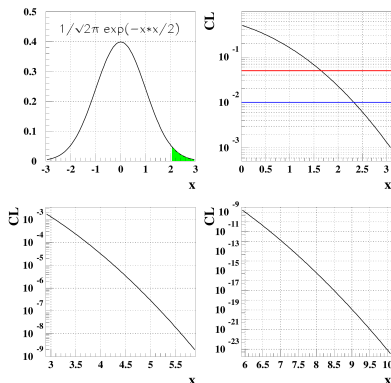 1/√2π exp(−x*x/2)
0.5
0.4
0.3
0.2
0.1
0
-3 -2 -1 0 1 2 3
x
CL
10 -1
10 -2
10 -3
0 0.5 1 1.5 2 2.5 3
x
CL
10 -3
10 -4
10 -5
10 -6
10 -7
10 -8
10 -9
3 3.5 4 4.5 5 5.5
x
CL
10 -9
10 -11
10 -13
10 -15
10 -17
10 -19
10 -21
10 -23
6 6.5 7 7.5 8 8.5 9 9.5 10
x